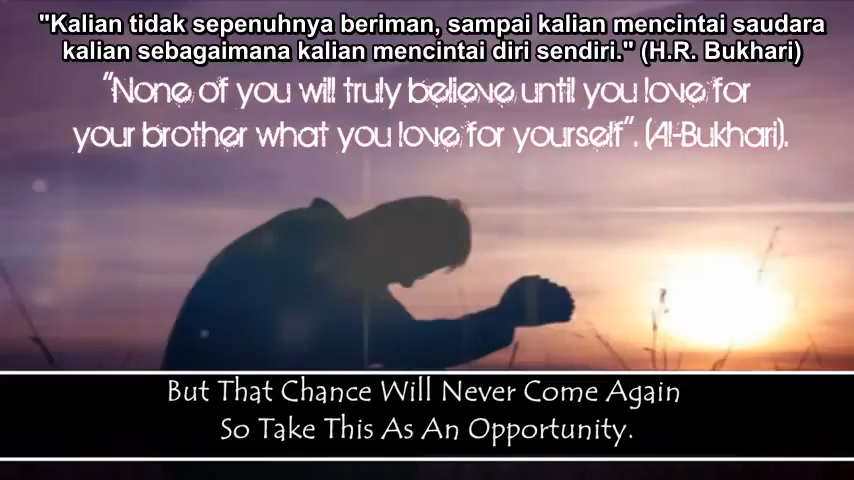 "Kalian tidak sepenuhnya beriman, sampai kalian mencintai saudara
kalian sebagaimana kalian mencintai diri sendiri." (H.R. Bukhari)
"None of you will truly believe until you love for
your brother what you love for yourself". (Al-Bukhari).
But That Chance Will Never Come Again
So Take This As An Opportunity.